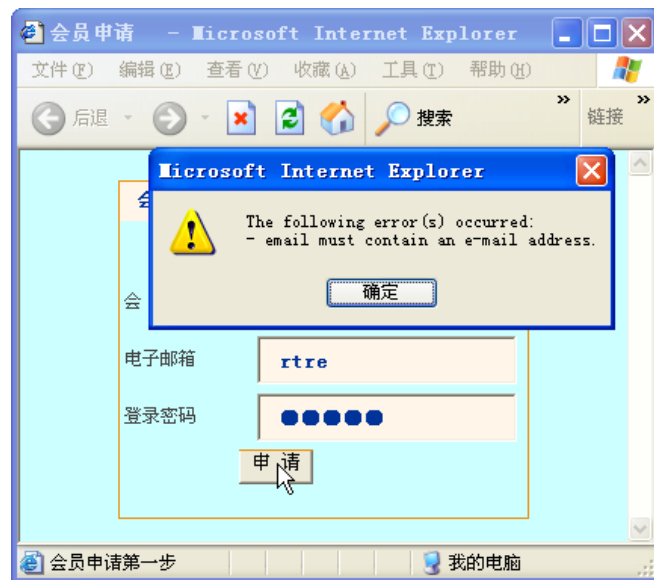 会员申请 - Microsoft Internet Explorer
文件(F) 编辑(E) 查看(V) 收藏(A) 工具(T) 帮助(H)
后退 搜索 » 链接 »
Microsoft Internet Explorer
The following error(s) occurred:
- email must contain an e-mail address.
确定
会
电子邮箱 rtre
登录密码 ●●●●●
申 请
会员申请第一步 我的电脑